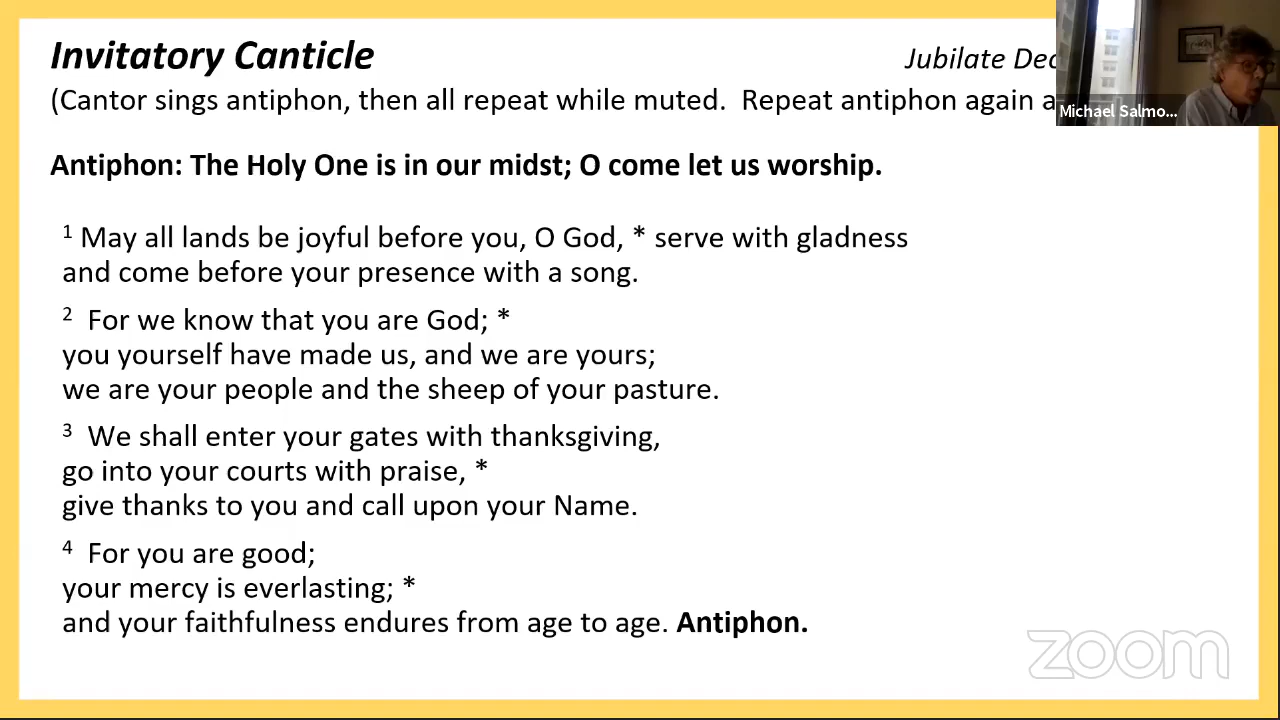 Invitatory Canticle
Jubilate
(Cantor sings antiphon, then all repeat while muted.  Repeat antiphon again
Michael Salmo...
Antiphon: The Holy One is in our midst; O come let us worship.
1 May all lands be joyful before you, O God, * serve with gladness
and come before your presence with a song.
2 For we know that you are God; *
you yourself have made us, and we are yours;
we are your people and the sheep of your pasture.
3 We shall enter your gates with thanksgiving,
go into your courts with praise, *
give thanks to you and call upon your Name.
4 For you are good;
your mercy is everlasting; *
and your faithfulness endures from age to age. Antiphon.
zoom